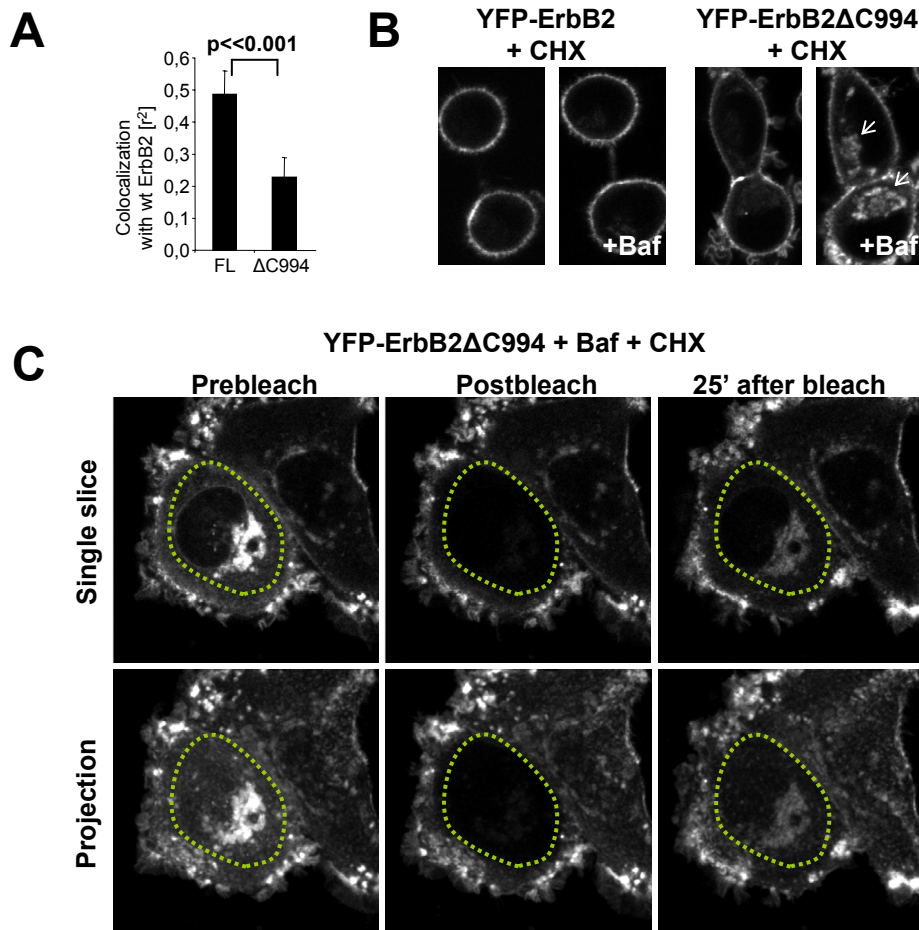 A
p<<0.001
0,6
0,5
0,4
0,3
0,2
0,1
0,0
Colocalization
with wt ErbB2 [r²]
FL
ΔC994
B
YFP-ErbB2
+ CHX
+Baf
YFP-ErbB2ΔC994
+ CHX
+Baf
C
YFP-ErbB2ΔC994 + Baf + CHX
Prebleach
Postbleach
25' after bleach
Single slice
Projection